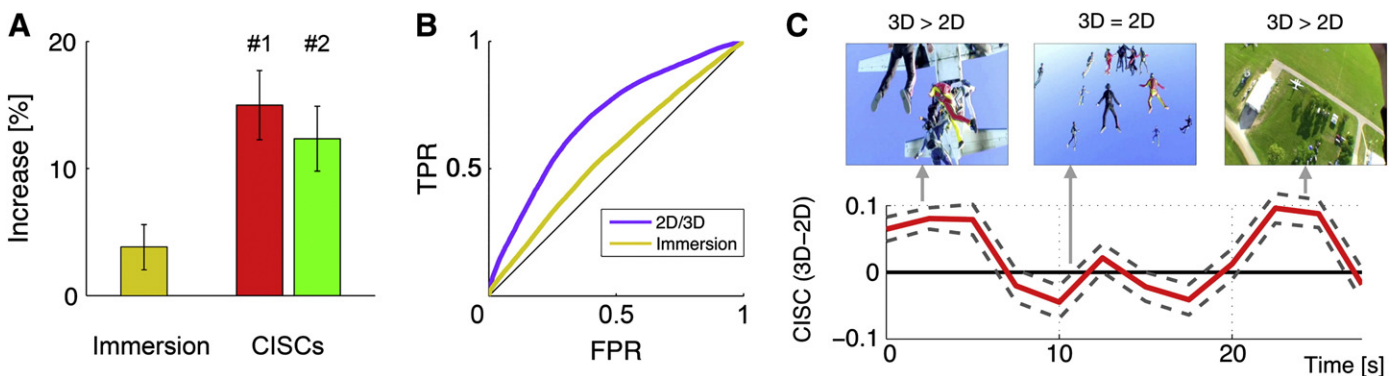 A
Increase [%]
20
10
0
#1
#2
Immersion
CISCs
B
TPR
1
0.5
0
0.5
1
FPR
2D/3D
Immersion
C
3D > 2D
3D = 2D
3D > 2D
CISC (3D−2D)
0.1
0
−0.1
0
10
20
Time [s]